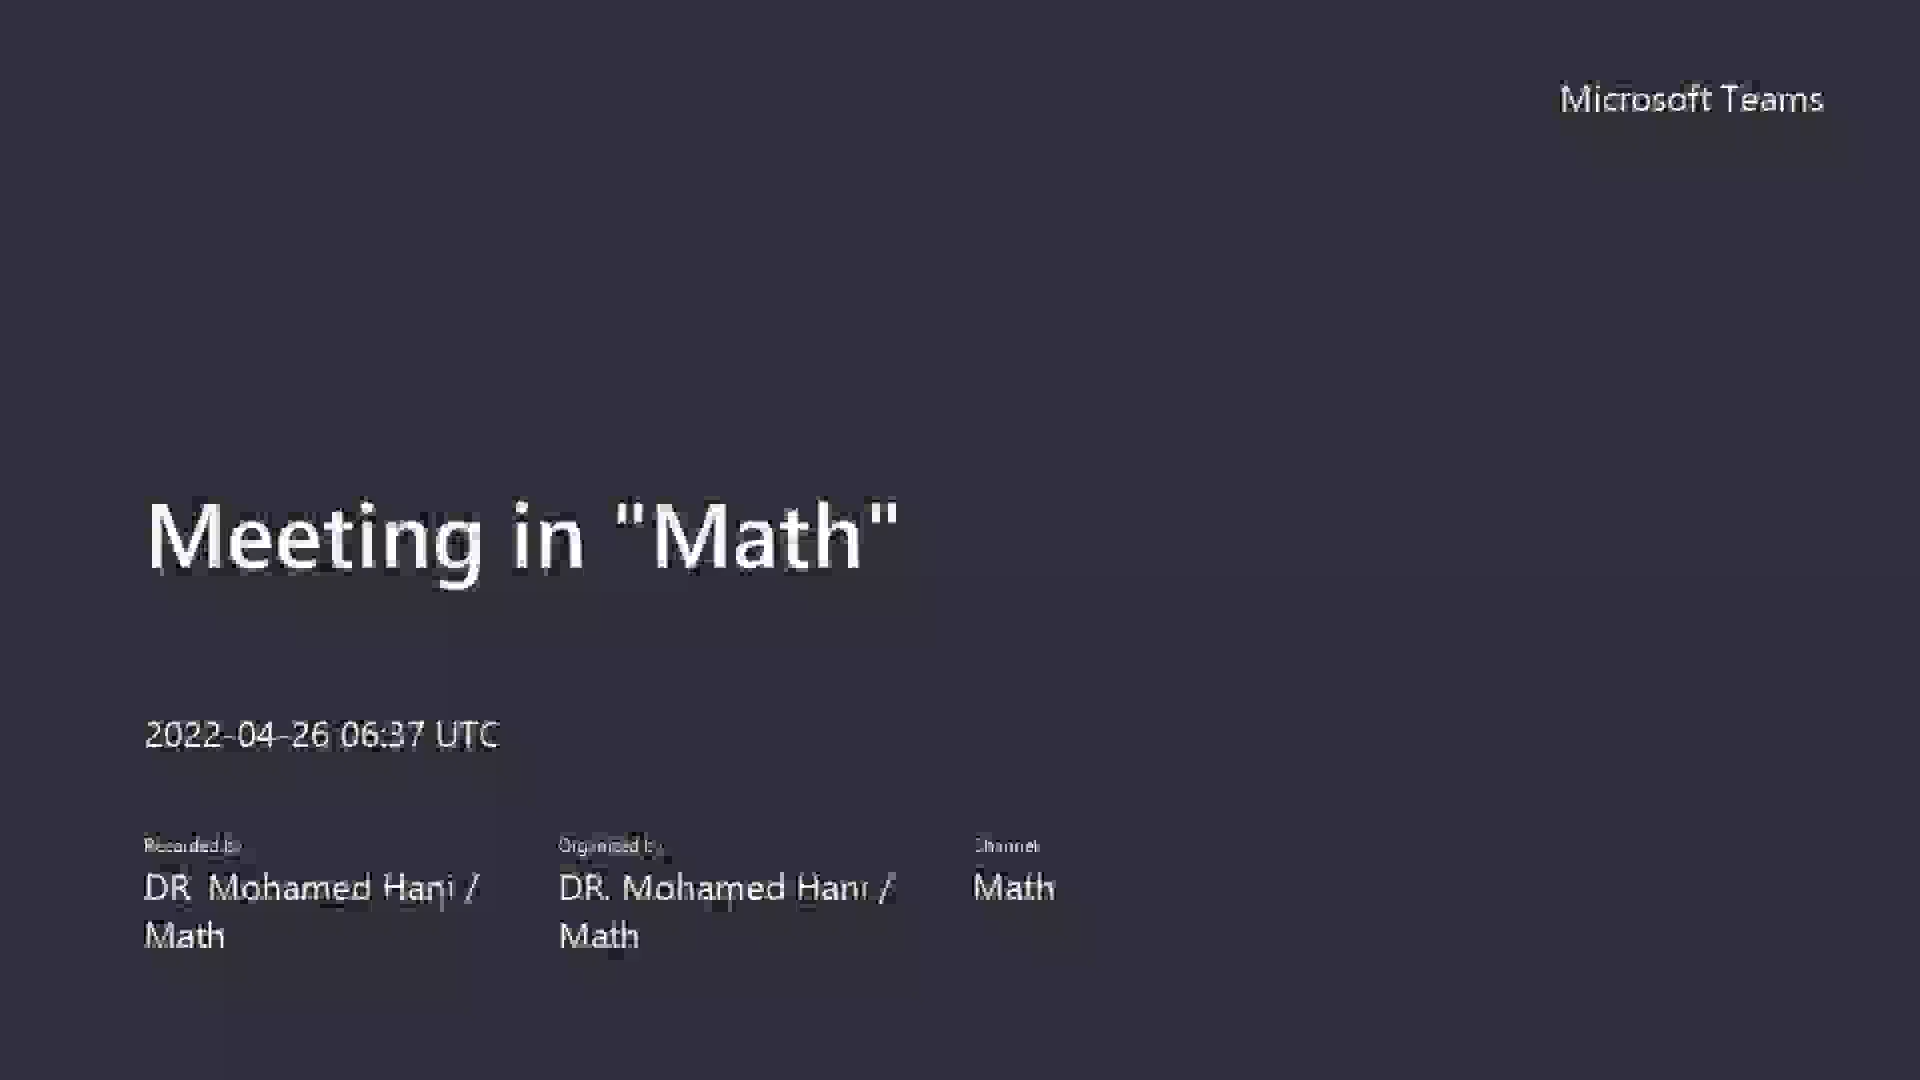 Microsoft Teams
Meeting in "Math"
2022-04-26 06:37 UTC
Recorded by
Organized by
Channel
DR. Mohamed Hani /
DR. Mohamed Hani /
Math
Math
Math